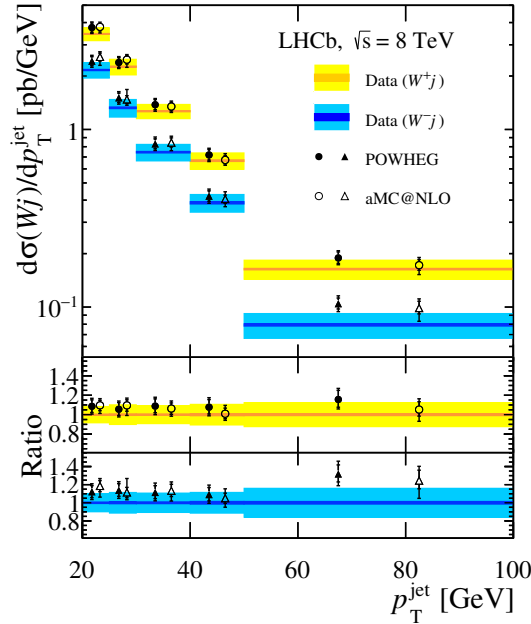 LHCb, √s = 8 TeV
Data (W⁺j)
Data (W⁻j)
POWHEG
aMC@NLO
dσ(Wj)/dp_T^jet [pb/GeV]
1
10⁻¹
Ratio
1.4
1.2
1
0.8
1.4
1.2
1
0.8
20 40 60 80 100
p_T^jet [GeV]